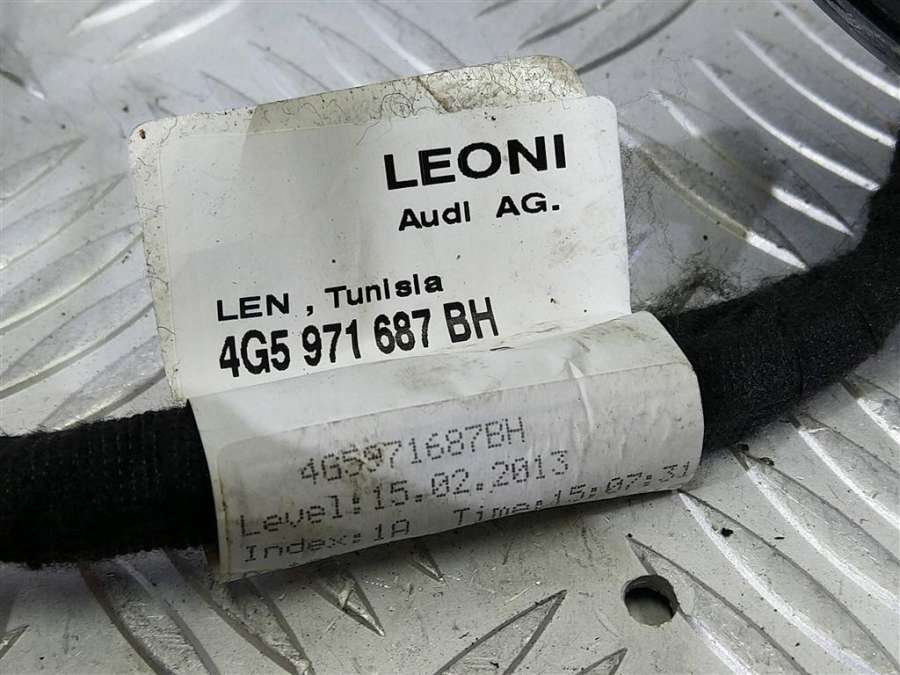 LEONI
Audi AG.
LEN , Tunisia
4G5 971 687 BH
4G5971687BH
Level:15.02.2013
Index:1A Time:15:07:31